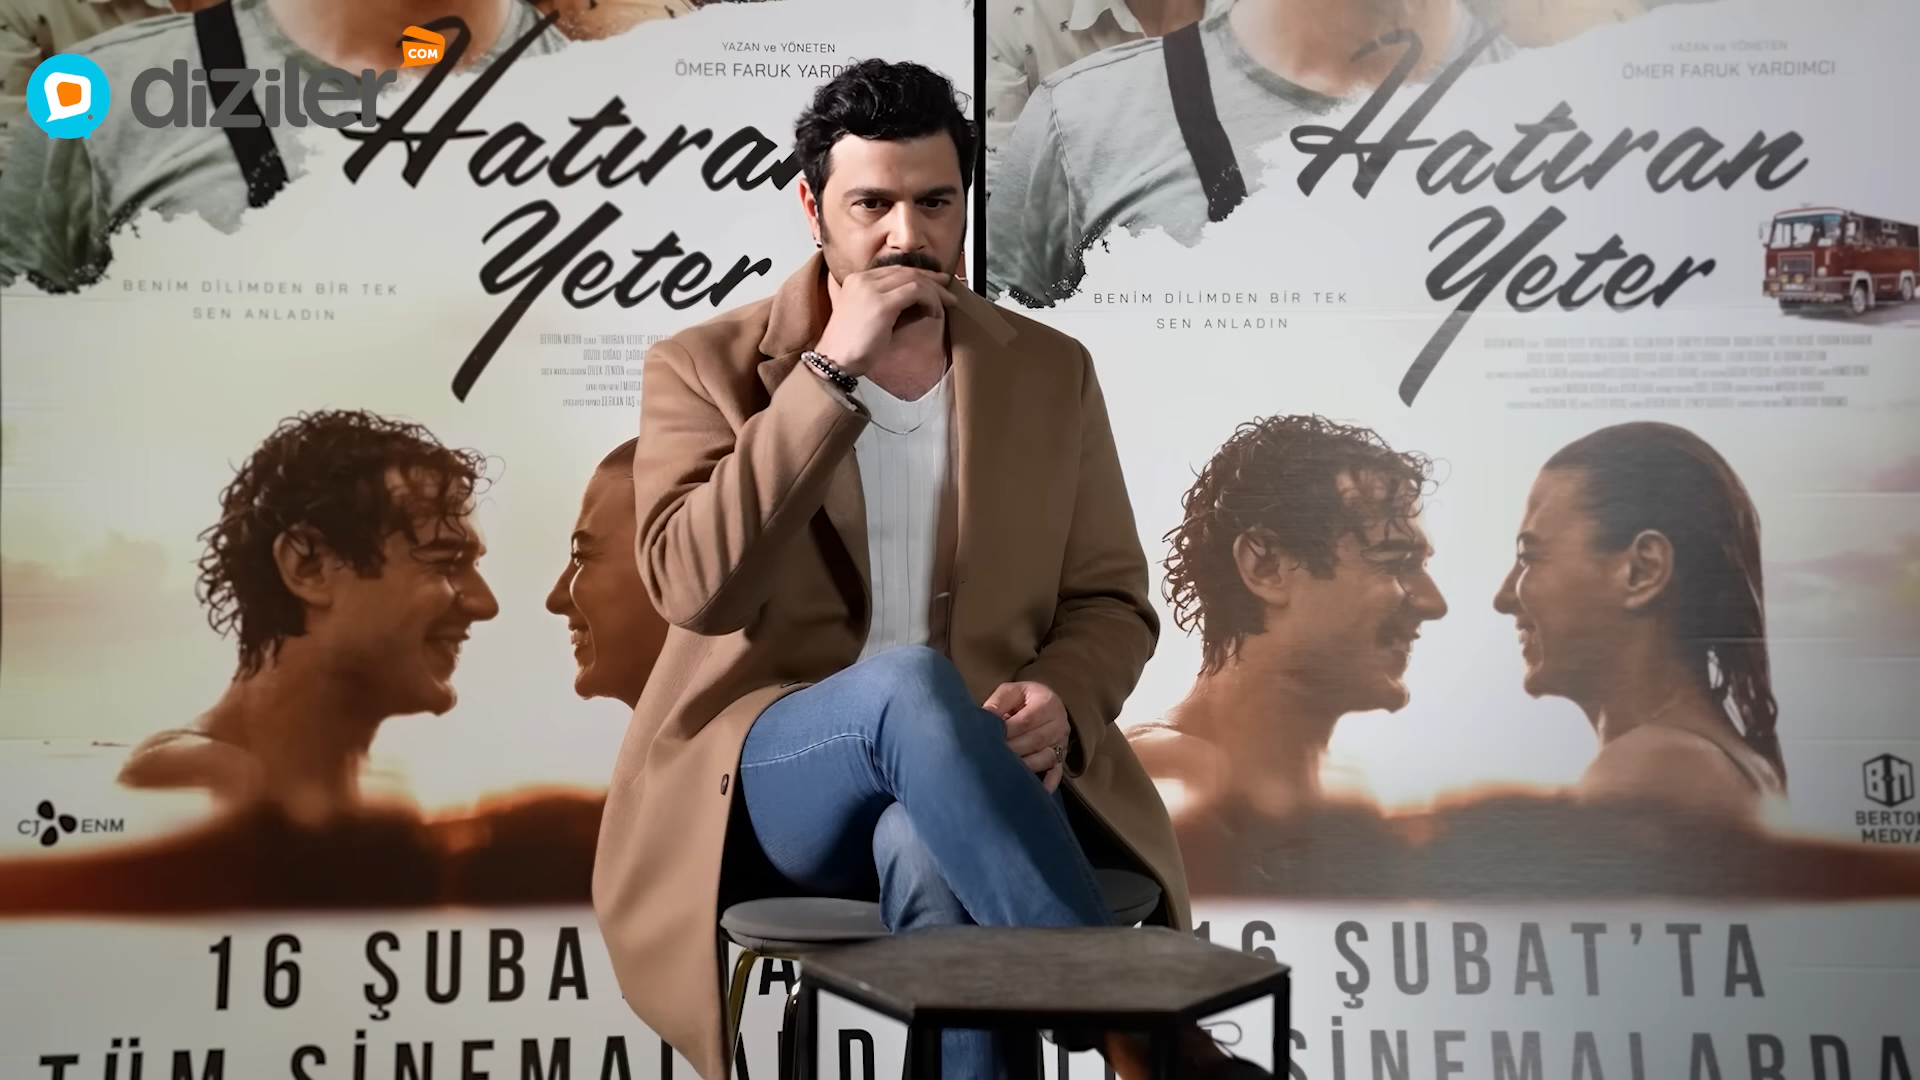 diziler
COM
YAZAN ve YÖNETEN
ÖMER FARUK YARD
Hatıran
Yeter
BENİM DİLİMDEN BİR TEK
SEN ANLADIN
CJ ENM
16 ŞUBA A
TÜM SİNEMALARDA
YAZAN ve YÖNETEN
ÖMER FARUK YARDIMCI
Hatıran
Yeter
BENİM DİLİMDEN BİR TEK
SEN ANLADIN
BM
BERTON
MEDYA
16 ŞUBAT'TA
SİNEMALARDA